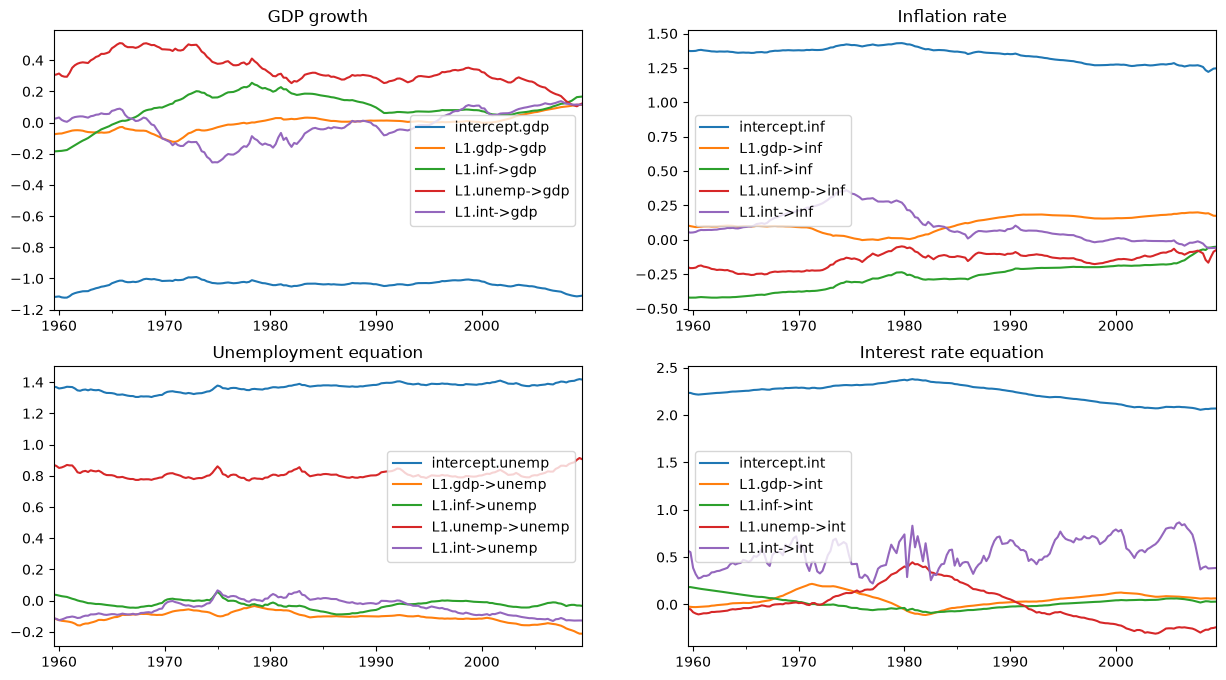 GDP growth
0.4
0.2
0.0
−0.2
−0.4
−0.6
−0.8
−1.0
−1.2
1960 1970 1980 1990 2000
intercept.gdp
L1.gdp->gdp
L1.inf->gdp
L1.unemp->gdp
L1.int->gdp
Inflation rate
1.50
1.25
1.00
0.75
0.50
0.25
0.00
−0.25
−0.50
1960 1970 1980 1990 2000
intercept.inf
L1.gdp->inf
L1.inf->inf
L1.unemp->inf
L1.int->inf
Unemployment equation
1.4
1.2
1.0
0.8
0.6
0.4
0.2
0.0
−0.2
1960 1970 1980 1990 2000
intercept.unemp
L1.gdp->unemp
L1.inf->unemp
L1.unemp->unemp
L1.int->unemp
Interest rate equation
2.5
2.0
1.5
1.0
0.5
0.0
1960 1970 1980 1990 2000
intercept.int
L1.gdp->int
L1.inf->int
L1.unemp->int
L1.int->int